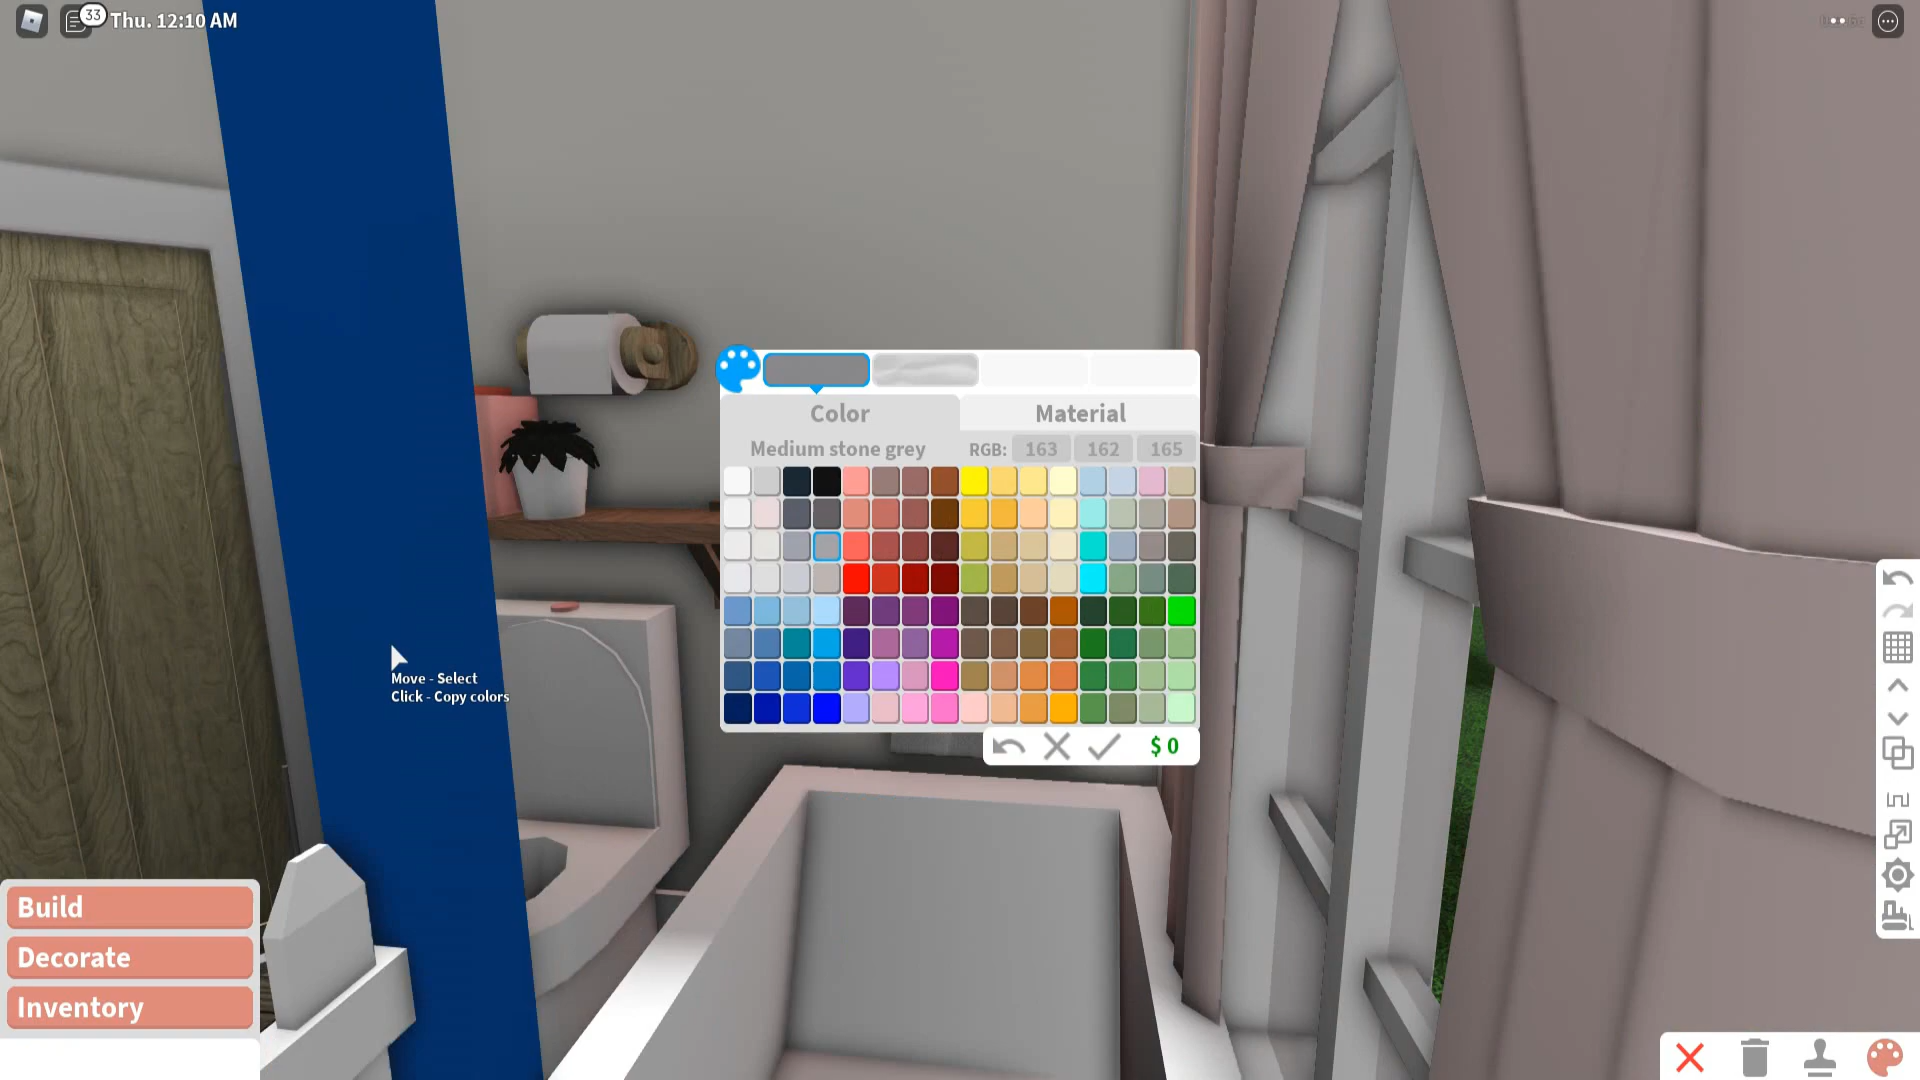 33
Thu. 12:10 AM
Color
Material
Medium stone grey
RGB: 163 162 165
Move - Select
Click - Copy colors
$ 0
Build
Decorate
Inventory